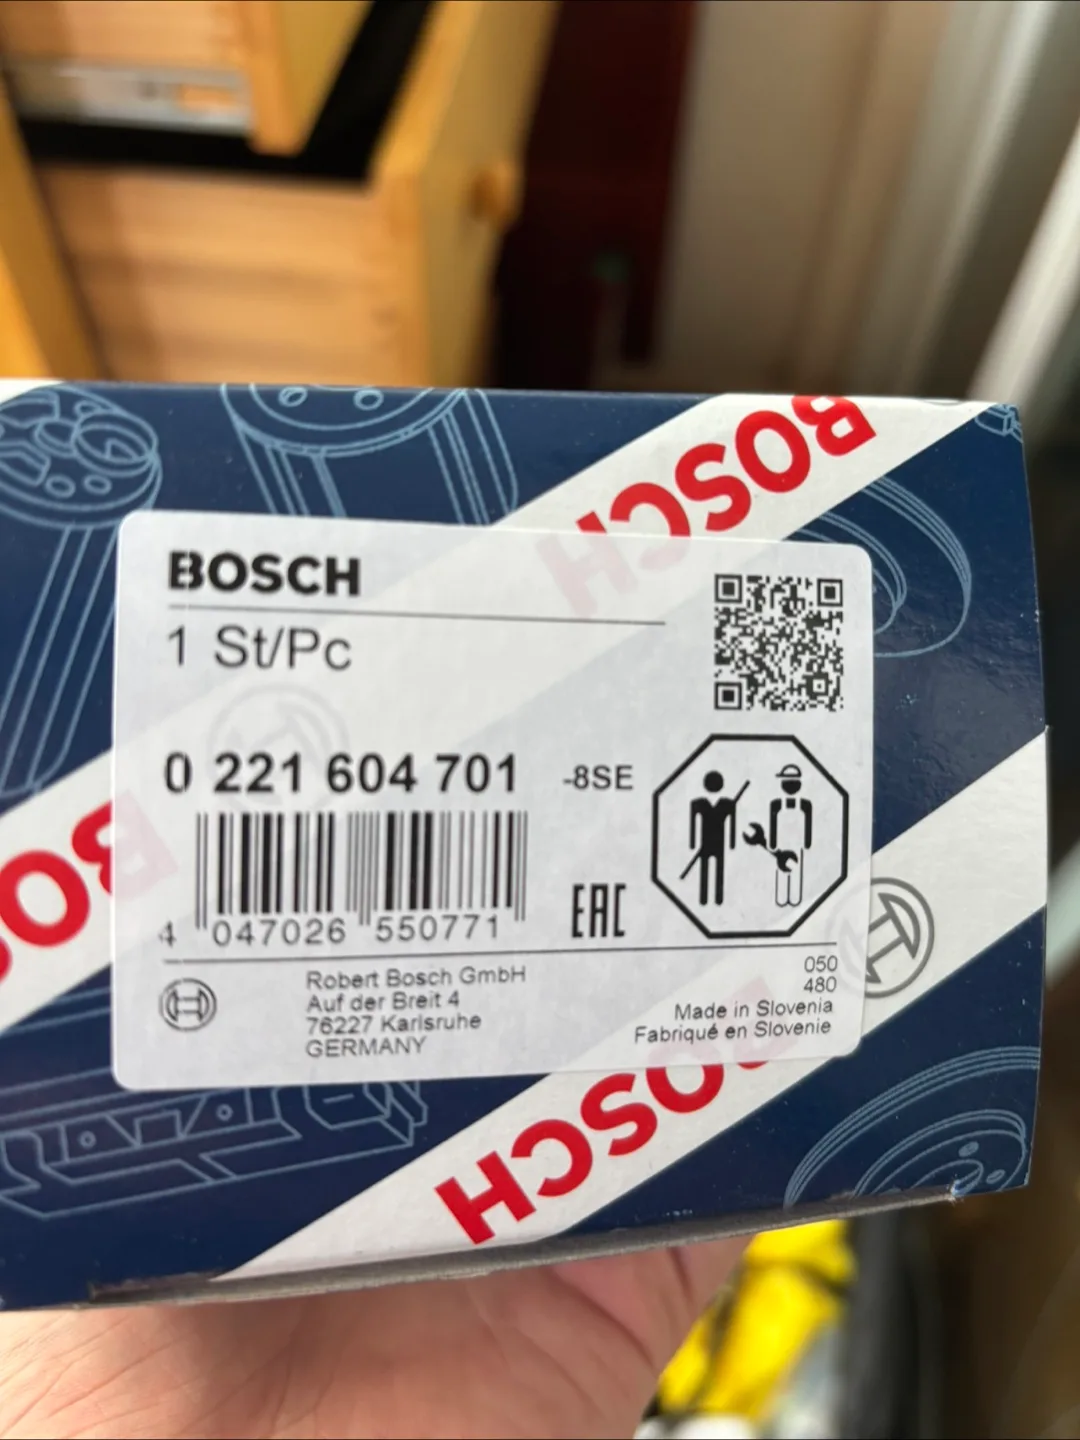 BOSCH
BOSCH
1 St/Pc
0 221 604 701
-8SE
4 047026 550771
EAC
Robert Bosch GmbH
Auf der Breit 4
76227 Karlsruhe
GERMANY
050
480
Made in Slovenia
Fabriqué en Slovenie
BOSCH